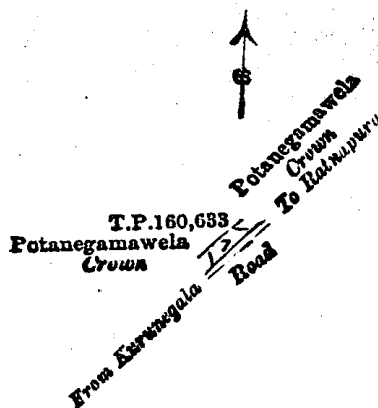 Potanegamawela
Crown
To Ratnapura
T.P.160,633
Potanegamawela
Crown
Road
From Kurunegala